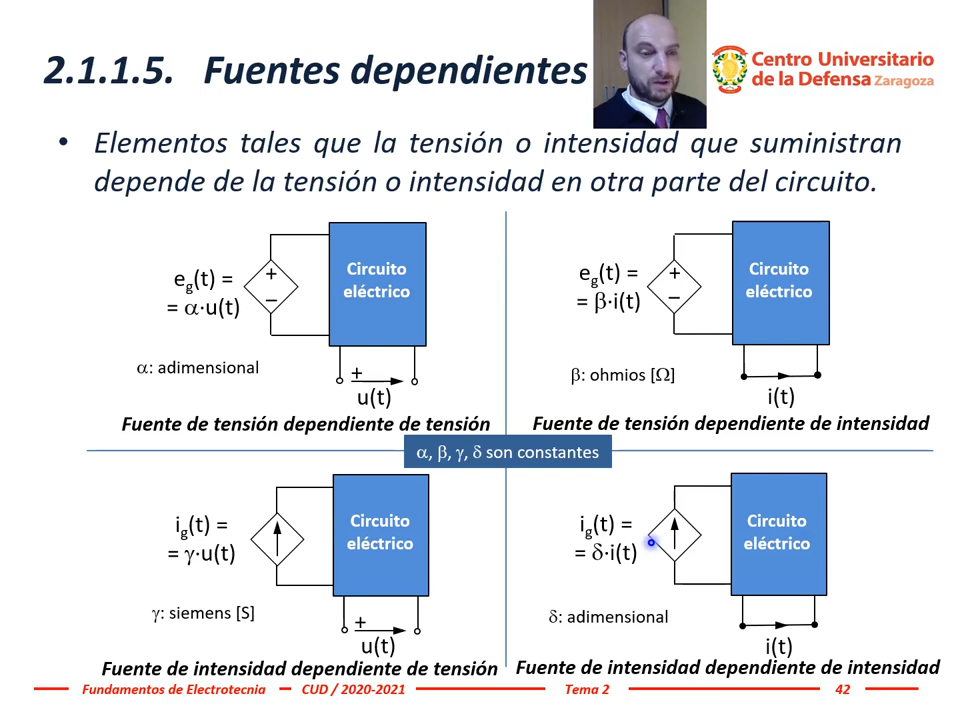 2.1.1.5. Fuentes dependientes
Centro Universitario
de la Defensa Zaragoza
• Elementos tales que la tensión o intensidad que suministran
depende de la tensión o intensidad en otra parte del circuito.
eg(t) =
= α·u(t)
+
−
Circuito
eléctrico
α: adimensional
+
u(t)
Fuente de tensión dependiente de tensión
eg(t) =
= β·i(t)
+
−
Circuito
eléctrico
β: ohmios [Ω]
i(t)
Fuente de tensión dependiente de intensidad
α, β, γ, δ son constantes
ig(t) =
= γ·u(t)
Circuito
eléctrico
γ: siemens [S]
+
u(t)
Fuente de intensidad dependiente de tensión
ig(t) =
= δ·i(t)
Circuito
eléctrico
δ: adimensional
i(t)
Fuente de intensidad dependiente de intensidad
Fundamentos de Electrotecnia CUD / 2020-2021 Tema 2 42